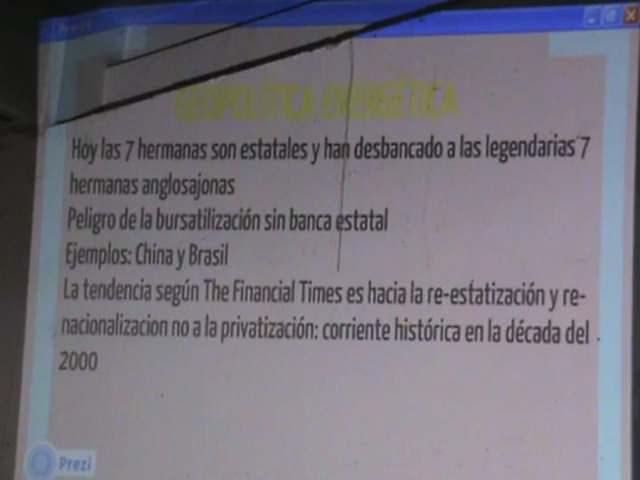 Prezi
GEOPOLÍTICA ENERGÉTICA
Hoy las 7 hermanas son estatales y han desbancado a las legendarias 7
hermanas anglosajonas
Peligro de la bursatilización sin banca estatal
Ejemplos: China y Brasil
La tendencia según The Financial Times es hacia la re-estatización y re-
nacionalizacion no a la privatización: corriente histórica en la década del
2000
Prezi